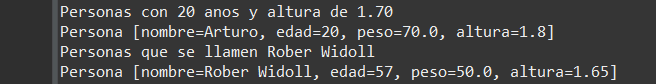 Personas con 20 anos y altura de 1.70
Persona [nombre=Arturo, edad=20, peso=70.0, altura=1.8]
Personas que se llamen Rober Widoll
Persona [nombre=Rober Widoll, edad=57, peso=50.0, altura=1.65]